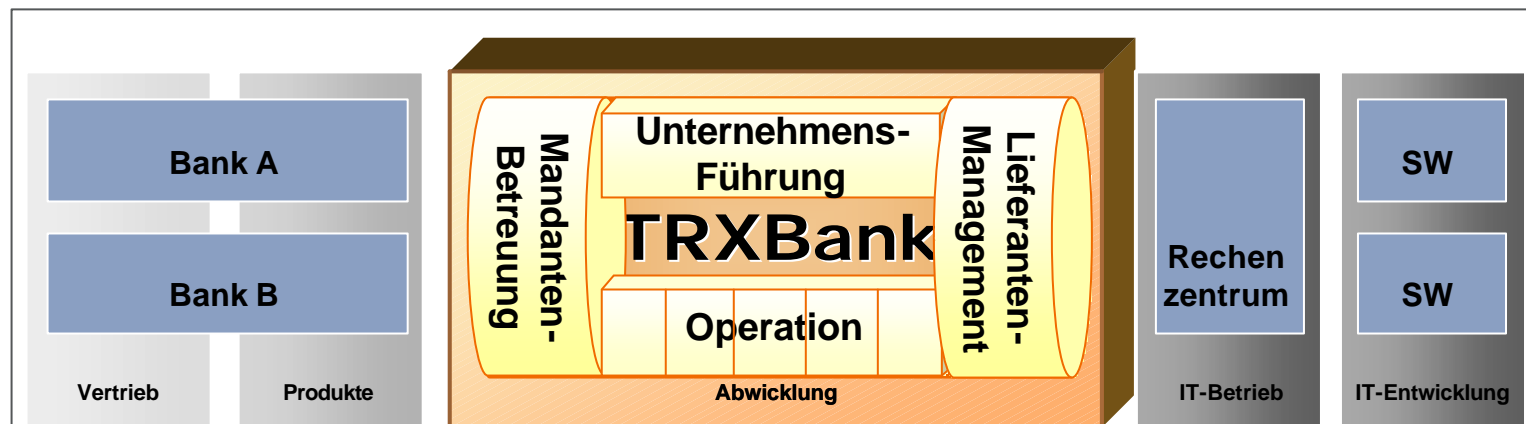 Bank A
Bank B
Vertrieb
Produkte
Mandanten-
Betreuung
Unternehmens-
Führung
TRXBank
Operation
Lieferanten-
Management
Abwicklung
Rechen
zentrum
IT-Betrieb
SW
SW
IT-Entwicklung